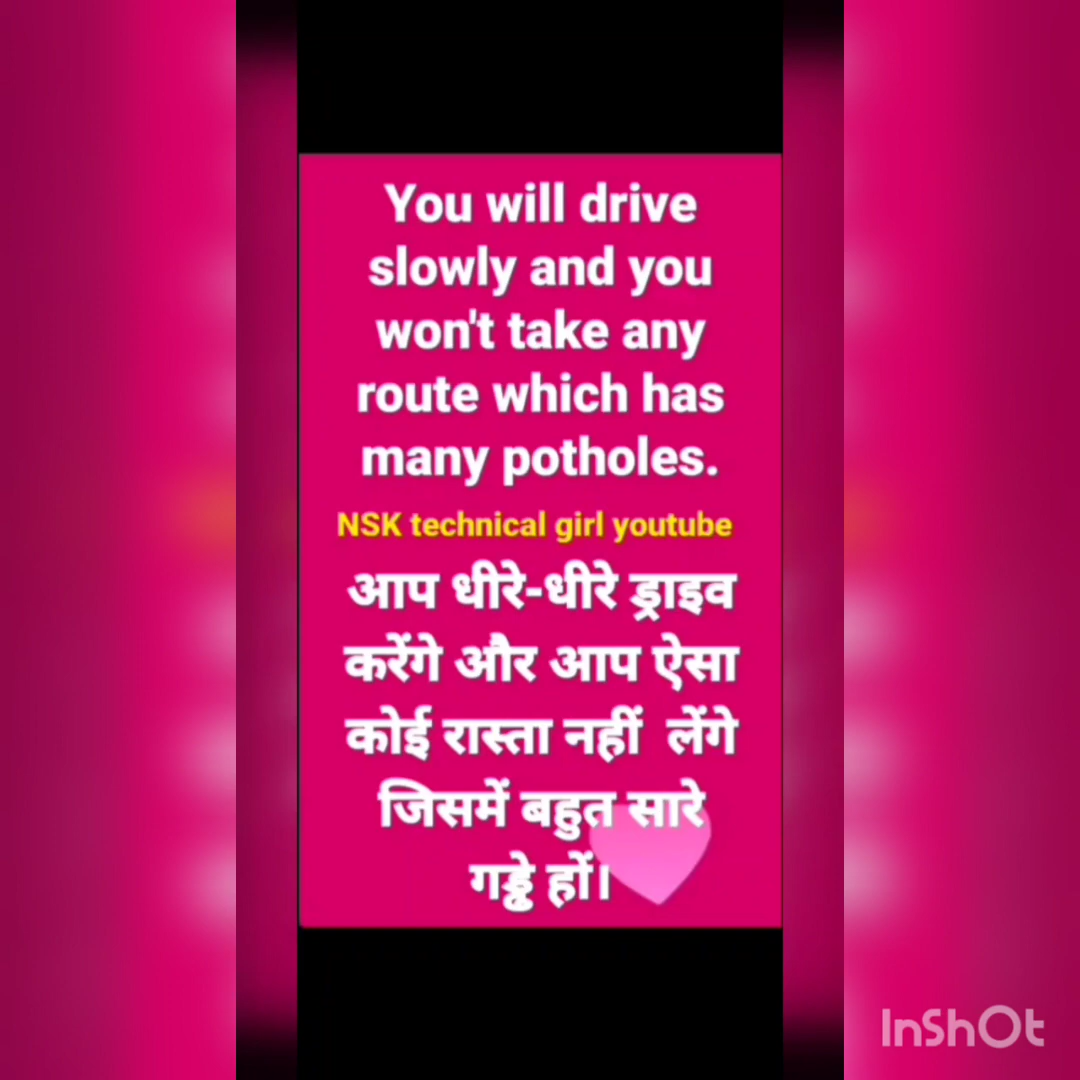 You will drive
slowly and you
won't take any
route which has
many potholes.
NSK technical girl youtube
आप धीरे-धीरे ड्राइव
करेंगे और आप ऐसा
कोई रास्ता नहीं लेंगे
जिसमें बहुत सारे
गड्ढे हों।
InShOt